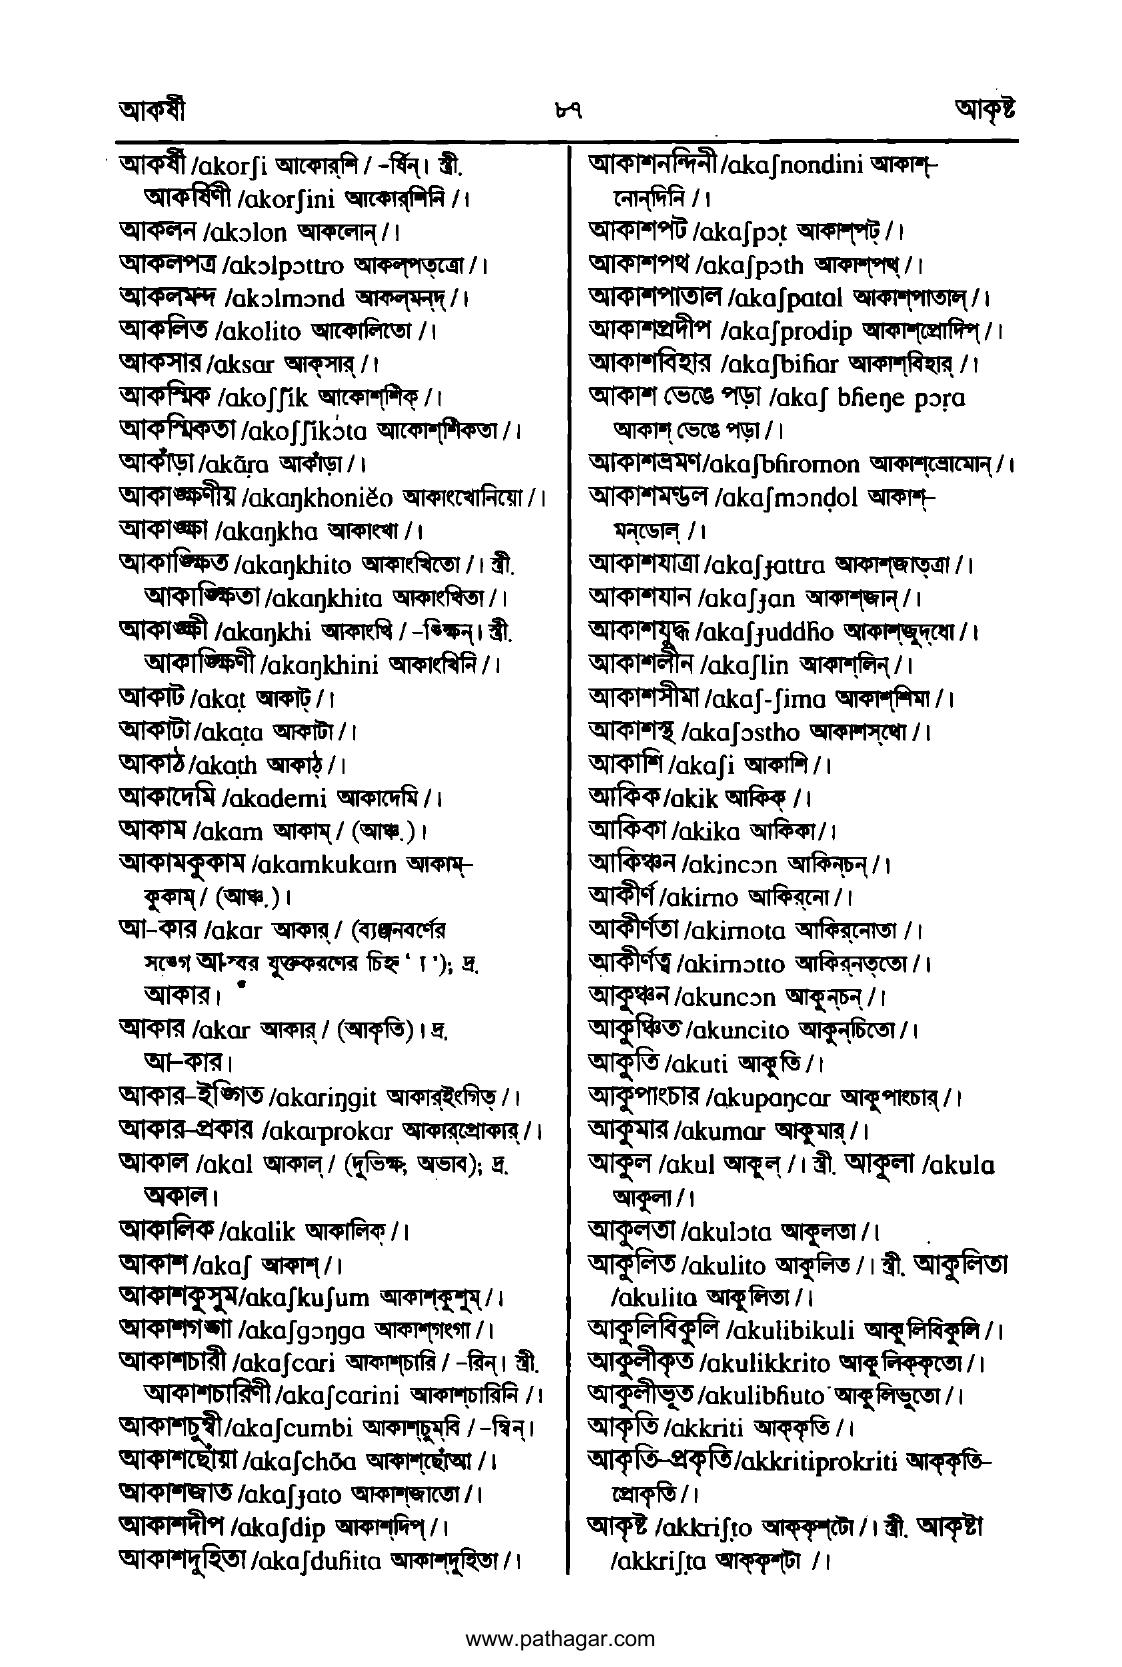 আকর্ষী ৮৭ আকৃষ্ট
আকর্ষী /akorʃi আকোর্‌শি / -র্ষিন্। স্ত্রী.
আকর্ষিণী /akorʃini আকোর্‌শিনি /।
আকলন /akɔlon আকলোন্ /।
আকলপত্র /akɔlpɔttro আকল্‌পত্‌ত্রো /।
আকলমন্দ /akɔlmɔnd আকল্‌মন্‌দ্ /।
আকলিত /akolito আকোলিতো /।
আকসার /aksar আক্‌সার্ /।
আকস্মিক /akoʃʃĩk আকোশ্‌শিঁক্ /।
আকস্মিকতা /akoʃʃĩkɔta আকোশ্‌শিঁকতা /।
আকাঁড়া /akãṛa আকাঁড়া /।
আকাঙ্ক্ষণীয় /akaŋkhoniĕo আকাংখোনিয়ো /।
আকাঙ্ক্ষা /akaŋkha আকাংখা /।
আকাঙ্ক্ষিত /akaŋkhito আকাংখিতো /। স্ত্রী.
আকাঙ্ক্ষিতা /akaŋkhita আকাংখিতা /।
আকাঙ্ক্ষী /akaŋkhi আকাংখি / -ঙ্ক্ষিন্। স্ত্রী.
আকাঙ্ক্ষিণী /akaŋkhini আকাংখিনি /।
আকাট /akaṭ আকাট্ /।
আকাটা /akaṭa আকাটা /।
আকাঠ /akaṭh আকাঠ্ /।
আকাদেমি /akademi আকাদেমি /।
আকাম /akam আকাম্ / (আঞ্চ.)।
আকামকুকাম /akamkukam আকাম্-
কুকাম্ / (আঞ্চ.)।
আ-কার /akar আকার্ / (ব্যঞ্জনবর্ণের
সঙ্গে আ-স্বর যুক্তকরণের চিহ্ন ‘ া ’); দ্র.
আকার।
আকার /akar আকার্ / (আকৃতি)। দ্র.
আ-কার।
আকার-ইঙ্গিত /akariŋgit আকার্‌ইংগিত্ /।
আকার-প্রকার /akarprokar আকার্‌প্রোকার্ /।
আকাল /akal আকাল্ / (দুর্ভিক্ষ, অভাব); দ্র.
অকাল।
আকালিক /akalik আকালিক্ /।
আকাশ /akaʃ আকাশ্ /।
আকাশকুসুম /akaʃkuʃum আকাশ্‌কুশুম্ /।
আকাশগঙ্গা /akaʃgɔŋga আকাশ্‌গংগা /।
আকাশচারী /akaʃcari আকাশ্‌চারি / -রিন্। স্ত্রী.
আকাশচারিণী /akaʃcarini আকাশ্‌চারিনি /।
আকাশচুম্বী /akaʃcumbi আকাশ্‌চুম্‌বি / -ম্বিন্।
আকাশছোঁয়া /akaʃchõa আকাশ্‌ছোঁআ /।
আকাশজাত /akaʃɟato আকাশ্‌জাতো /।
আকাশদীপ /akaʃdip আকাশ্‌দিপ্ /।
আকাশদুহিতা /akaʃduɦita আকাশ্‌দুহিতা /।
আকাশনন্দিনী /akaʃnondini আকাশ্-
নোন্‌দিনি /।
আকাশপট /akaʃpɔṭ আকাশ্‌পট্ /।
আকাশপথ /akaʃpɔth আকাশ্‌পথ্ /।
আকাশপাতাল /akaʃpatal আকাশ্‌পাতাল্ /।
আকাশপ্রদীপ /akaʃprodip আকাশ্‌প্রোদিপ্ /।
আকাশবিহার /akaʃbiɦar আকাশ্‌বিহার্ /।
আকাশ ভেঙে পড়া /akaʃ bɦeŋe pɔṛa
আকাশ্ ভেঙে পড়া /।
আকাশভ্রমণ /akaʃbɦromon আকাশ্‌ভ্রোমোন্ /।
আকাশমণ্ডল /akaʃmɔnḍol আকাশ্-
মন্‌ডোল্ /।
আকাশযাত্রা /akaʃɟattra আকাশ্‌জাত্‌ত্রা /।
আকাশযান /akaʃɟan আকাশ্‌জান্ /।
আকাশযুদ্ধ /akaʃɟuddɦo আকাশ্‌জুদ্‌ধো /।
আকাশলীন /akaʃlin আকাশ্‌লিন্ /।
আকাশসীমা /akaʃ-ʃima আকাশ্‌শিমা /।
আকাশস্থ /akaʃɔstho আকাশস্‌থো /।
আকাশি /akaʃi আকাশি /।
আকিক /akik আকিক্ /।
আকিকা /akika আকিকা /।
আকিঞ্চন /akincɔn আকিন্‌চন্ /।
আকীর্ণ /akirno আকির্‌নো /।
আকীর্ণতা /akirnota আকির্‌নোতা /।
আকীর্ণত্ব /akirnɔtto আকির্‌নত্‌তো /।
আকুঞ্চন /akuncɔn আকুন্‌চন্ /।
আকুঞ্চিত /akuncito আকুন্‌চিতো /।
আকুতি /akuti আকুতি /।
আকুপাংচার /akupaŋcar আকুপাংচার্ /।
আকুমার /akumar আকুমার্ /।
আকুল /akul আকুল্ /। স্ত্রী. আকুলা /akula
আকুলা /।
আকুলতা /akulɔta আকুলতা /।
আকুলিত /akulito আকুলিত /। স্ত্রী. আকুলিতা
/akulita আকুলিতা /।
আকুলিবিকুলি /akulibikuli আকুলিবিকুলি /।
আকুলীকৃত /akulikkrito আকুলিক্‌কৃতো /।
আকুলীভূত /akulibɦuto আকুলিভুতো /।
আকৃতি /akkriti আক্‌কৃতি /।
আকৃতি-প্রকৃতি /akkritiprokriti আক্‌কৃতি-
প্রোকৃতি /।
আকৃষ্ট /akkriʃṭo আক্‌কৃশ্‌টো /। স্ত্রী. আকৃষ্টা
/akkriʃṭa আক্‌কৃশ্‌টা /।
www.pathagar.com